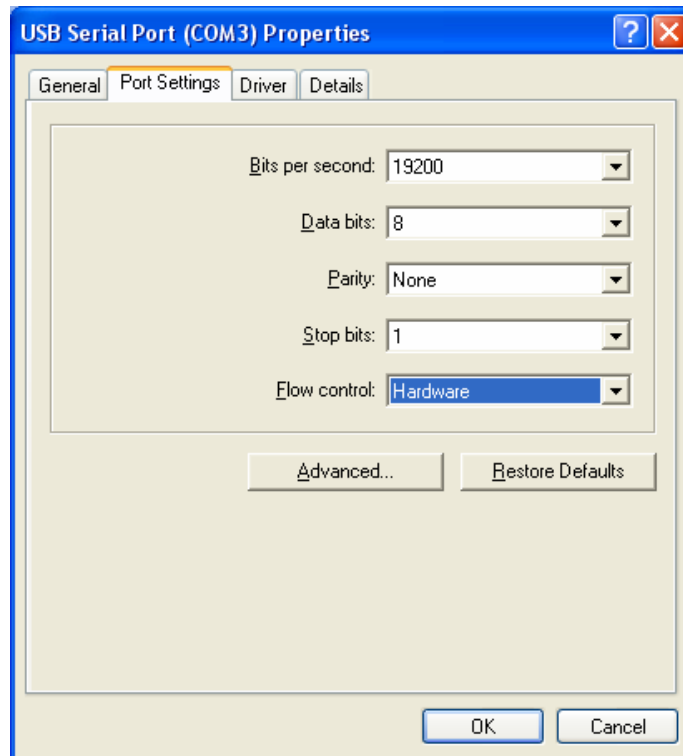 USB Serial Port (COM3) Properties
General Port Settings Driver Details
Bits per second: 19200
Data bits: 8
Parity: None
Stop bits: 1
Flow control: Hardware
Advanced... Restore Defaults
OK Cancel